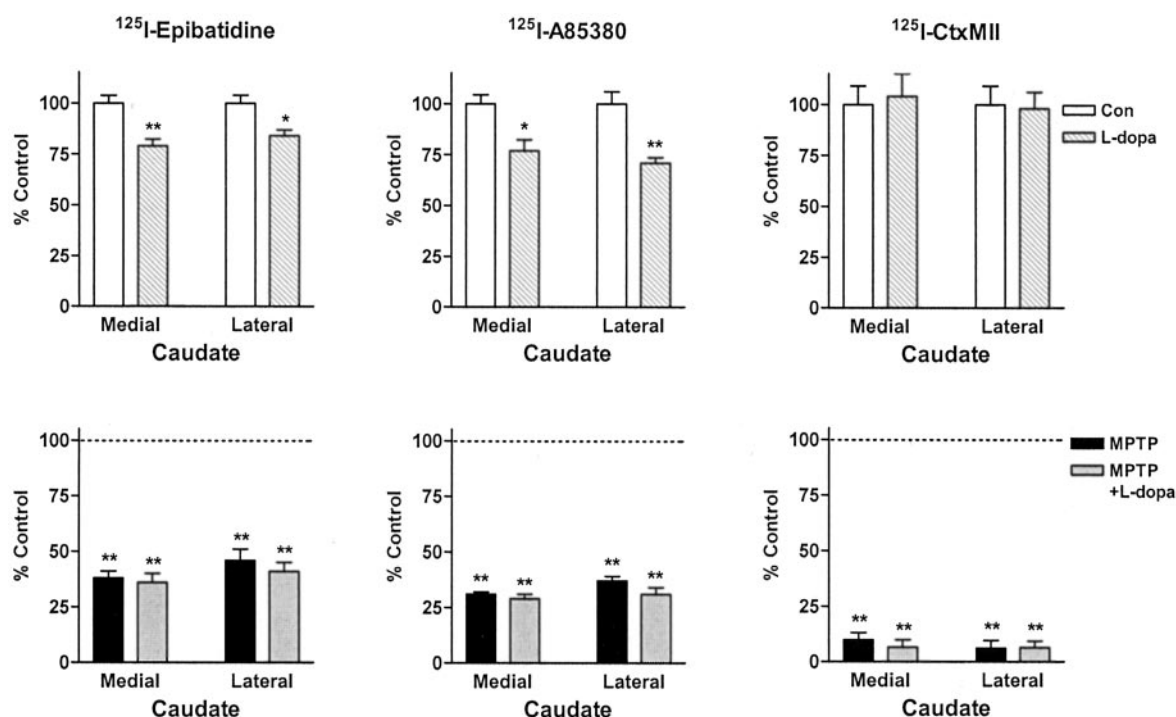 ¹²⁵I-Epibatidine
100
75
50
25
0
% Control
**
*
Medial Lateral
Caudate
¹²⁵I-A85380
100
75
50
25
0
% Control
*
**
Medial Lateral
Caudate
¹²⁵I-CtxMII
100
75
50
25
0
% Control
Medial Lateral
Caudate
Con
L-dopa
100
75
50
25
0
% Control
** ** ** **
Medial Lateral
Caudate
100
75
50
25
0
% Control
** ** ** **
Medial Lateral
Caudate
100
75
50
25
0
% Control
** ** ** **
Medial Lateral
Caudate
MPTP
MPTP
+L-dopa